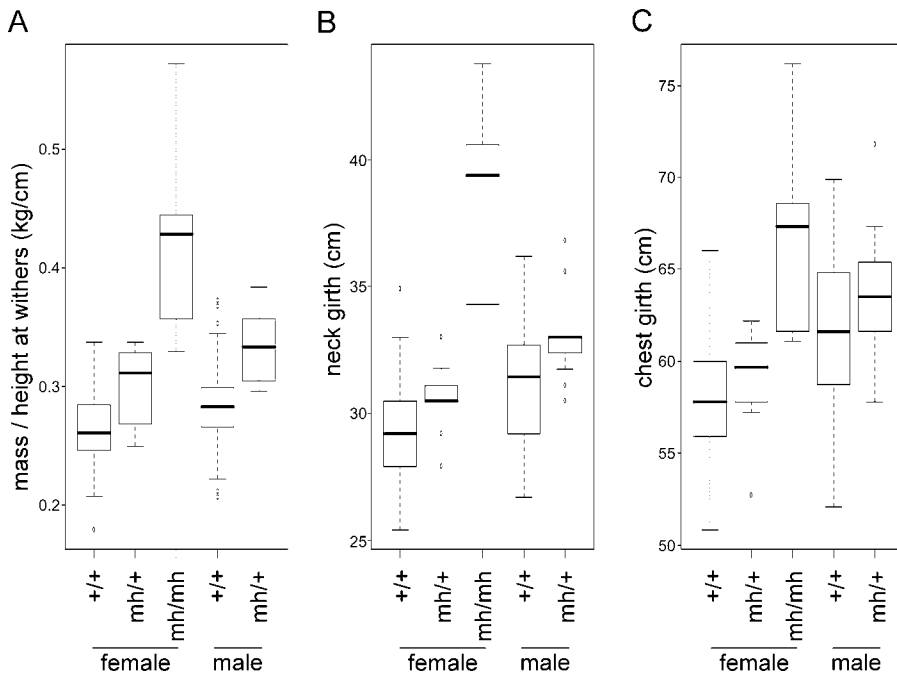 A
mass / height at withers (kg/cm)
0.5
0.4
0.3
0.2
+/+
mh/+
mh/mh
+/+
mh/+
female
male
B
neck girth (cm)
40
35
30
25
+/+
mh/+
mh/mh
+/+
mh/+
female
male
C
chest girth (cm)
75
70
65
60
55
50
+/+
mh/+
mh/mh
+/+
mh/+
female
male